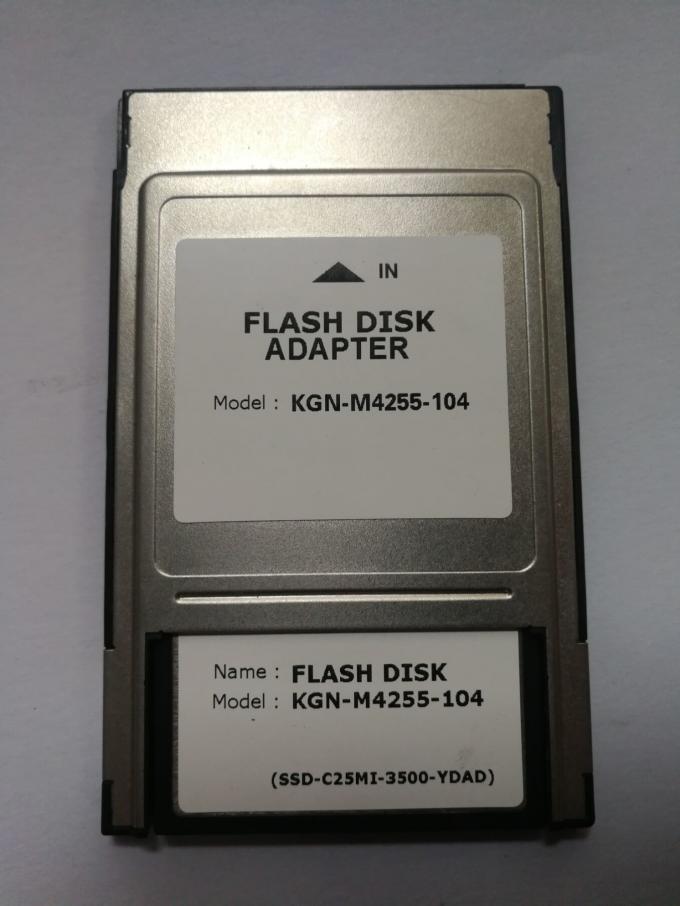 IN
FLASH DISK
ADAPTER
Model : KGN-M4255-104
Name : FLASH DISK
Model : KGN-M4255-104
(SSD-C25MI-3500-YDAD)